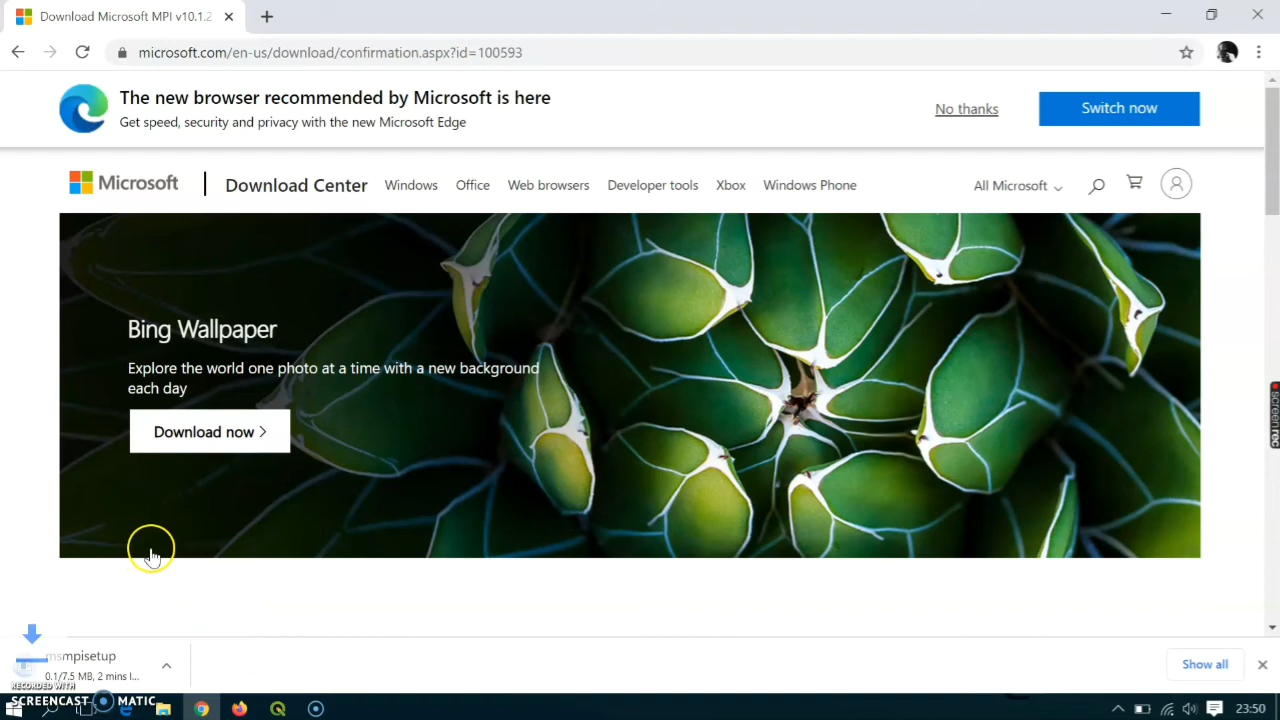 Download Microsoft MPI v10.1.2
microsoft.com/en-us/download/confirmation.aspx?id=100593
The new browser recommended by Microsoft is here
Get speed, security and privacy with the new Microsoft Edge
No thanks
Switch now
Microsoft
Download Center
Windows
Office
Web browsers
Developer tools
Xbox
Windows Phone
All Microsoft
Bing Wallpaper
Explore the world one photo at a time with a new background
each day
Download now
screenrec
msmpisetup
0.1/7.5 MB, 2 mins l...
Show all
RECORDED WITH
SCREENCAST MATIC
23:50